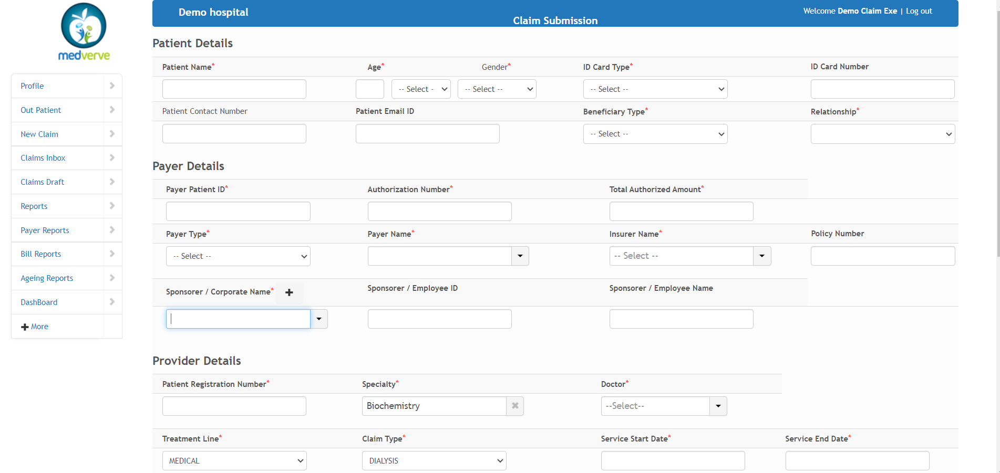 medverve
Demo hospital
Claim Submission
Welcome Demo Claim Exe | Log out
Profile
Out Patient
New Claim
Claims Inbox
Claims Draft
Reports
Payer Reports
Bill Reports
Ageing Reports
DashBoard
More
Patient Details
Patient Name* Age* Gender* ID Card Type* ID Card Number
-- Select - -- Select -- -- Select --
Patient Contact Number Patient Email ID Beneficiary Type* Relationship*
-- Select --
Payer Details
Payer Patient ID* Authorization Number* Total Authorized Amount*
Payer Type* Payer Name* Insurer Name* Policy Number
-- Select -- -- Select --
Sponsorer / Corporate Name* Sponsorer / Employee ID Sponsorer / Employee Name
Provider Details
Patient Registration Number* Specialty* Doctor*
Biochemistry --Select--
Treatment Line* Claim Type* Service Start Date* Service End Date*
MEDICAL DIALYSIS